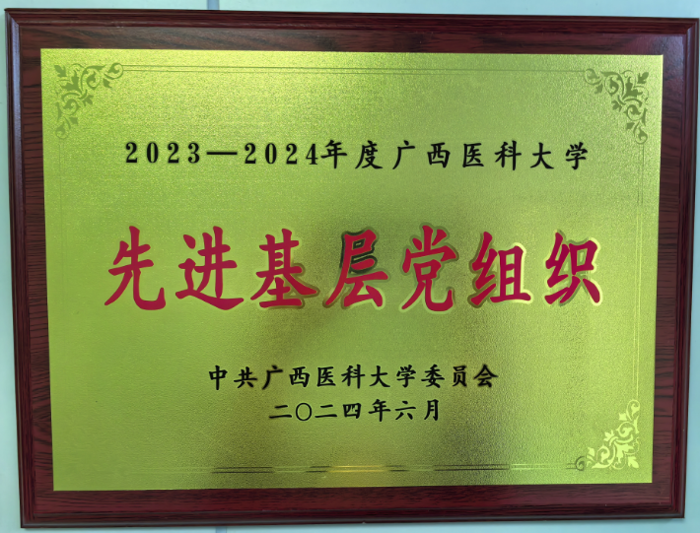 2023—2024年度广西医科大学
先进基层党组织
中共广西医科大学委员会
二〇二四年六月